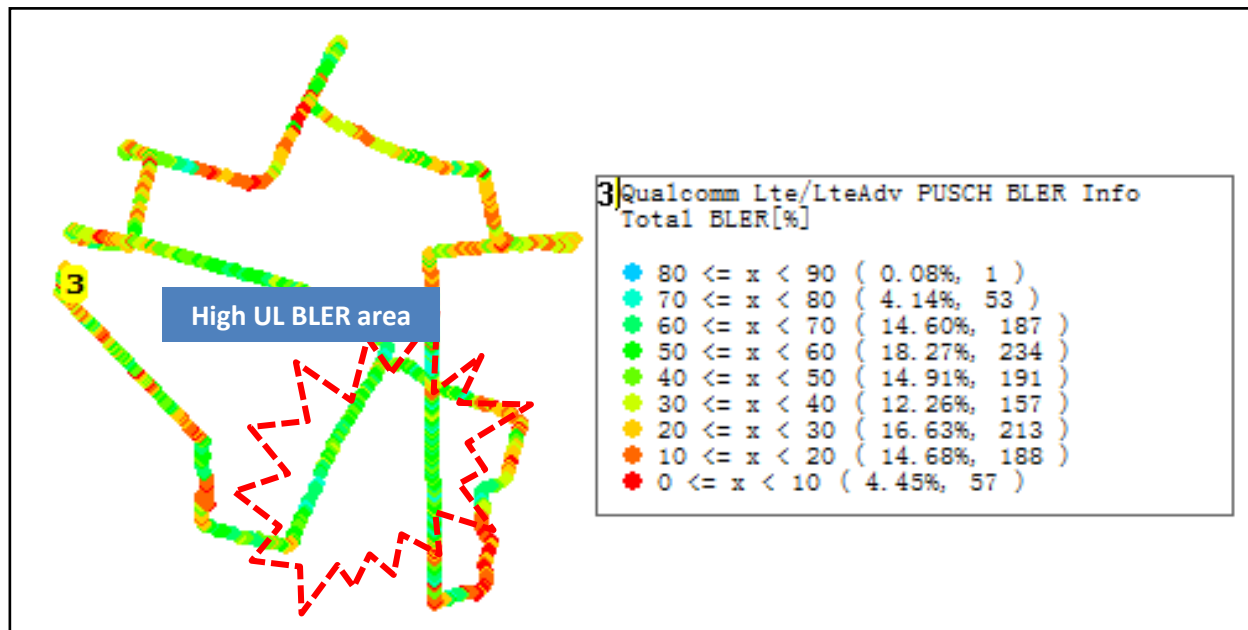 3
High UL BLER area
3 Qualcomm Lte/LteAdv PUSCH BLER Info
Total BLER[%]
80 <= x < 90 ( 0.08%, 1 )
70 <= x < 80 ( 4.14%, 53 )
60 <= x < 70 ( 14.60%, 187 )
50 <= x < 60 ( 18.27%, 234 )
40 <= x < 50 ( 14.91%, 191 )
30 <= x < 40 ( 12.26%, 157 )
20 <= x < 30 ( 16.63%, 213 )
10 <= x < 20 ( 14.68%, 188 )
0 <= x < 10 ( 4.45%, 57 )